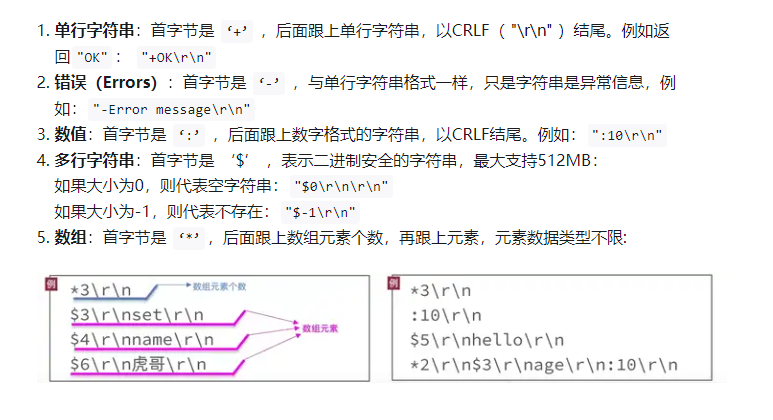 1. 单行字符串：首字节是 ‘+’ ，后面跟上单行字符串，以CRLF（ "\r\n" ）结尾。例如返
回 "OK" ： "+OK\r\n"
2. 错误（Errors）：首字节是 ‘-’ ，与单行字符串格式一样，只是字符串是异常信息，例
如： "-Error message\r\n"
3. 数值：首字节是 ‘:’ ，后面跟上数字格式的字符串，以CRLF结尾。例如： ":10\r\n"
4. 多行字符串：首字节是 ‘$’ ，表示二进制安全的字符串，最大支持512MB：
如果大小为0，则代表空字符串： "$0\r\n\r\n"
如果大小为-1，则代表不存在： "$-1\r\n"
5. 数组：首字节是 ‘*’ ，后面跟上数组元素个数，再跟上元素，元素数据类型不限:
例
*3\r\n 数组元素个数
$3\r\nset\r\n
$4\r\nname\r\n 数组元素
$6\r\n虎哥\r\n
例
*3\r\n
:10\r\n
$5\r\nhello\r\n
*2\r\n$3\r\nage\r\n:10\r\n